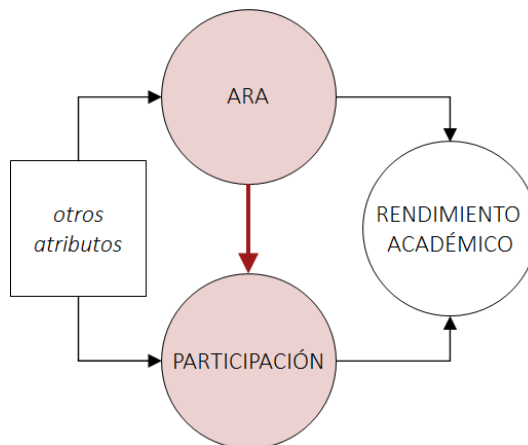 ARA
otros
atributos
RENDIMIENTO
ACADÉMICO
PARTICIPACIÓN